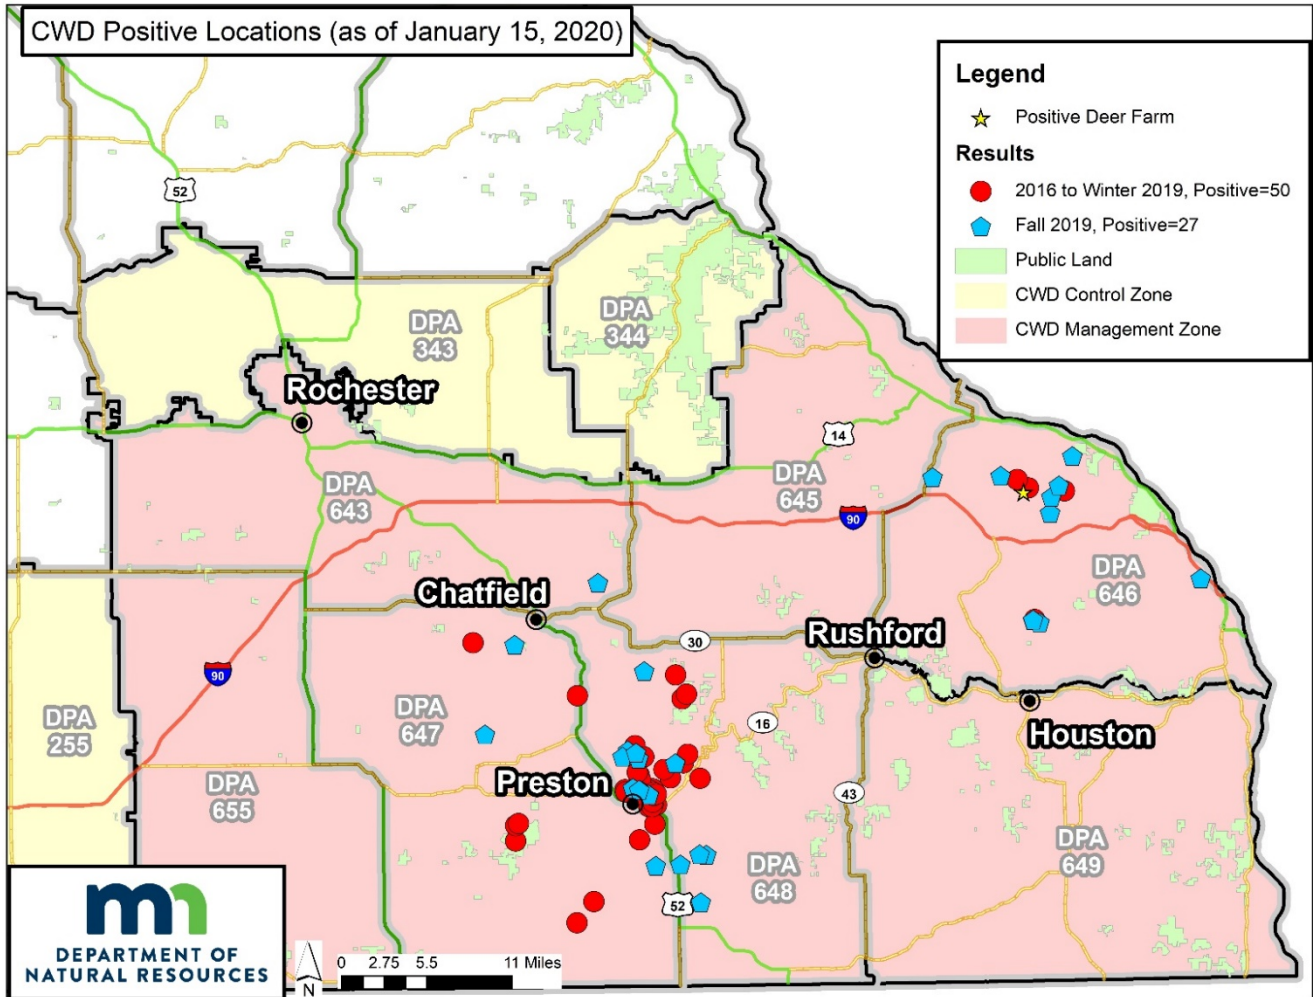 CWD Positive Locations (as of January 15, 2020)
Legend
Positive Deer Farm
Results
2016 to Winter 2019, Positive=50
Fall 2019, Positive=27
Public Land
CWD Control Zone
CWD Management Zone
52
DPA
343
DPA
344
Rochester
14
DPA
643
DPA
645
90
DPA
646
Chatfield
30
Rushford
90
DPA
255
DPA
647
16
Houston
Preston
43
DPA
655
DPA
648
DPA
649
52
mn
DEPARTMENT OF
NATURAL RESOURCES
N
0 2.75 5.5 11 Miles